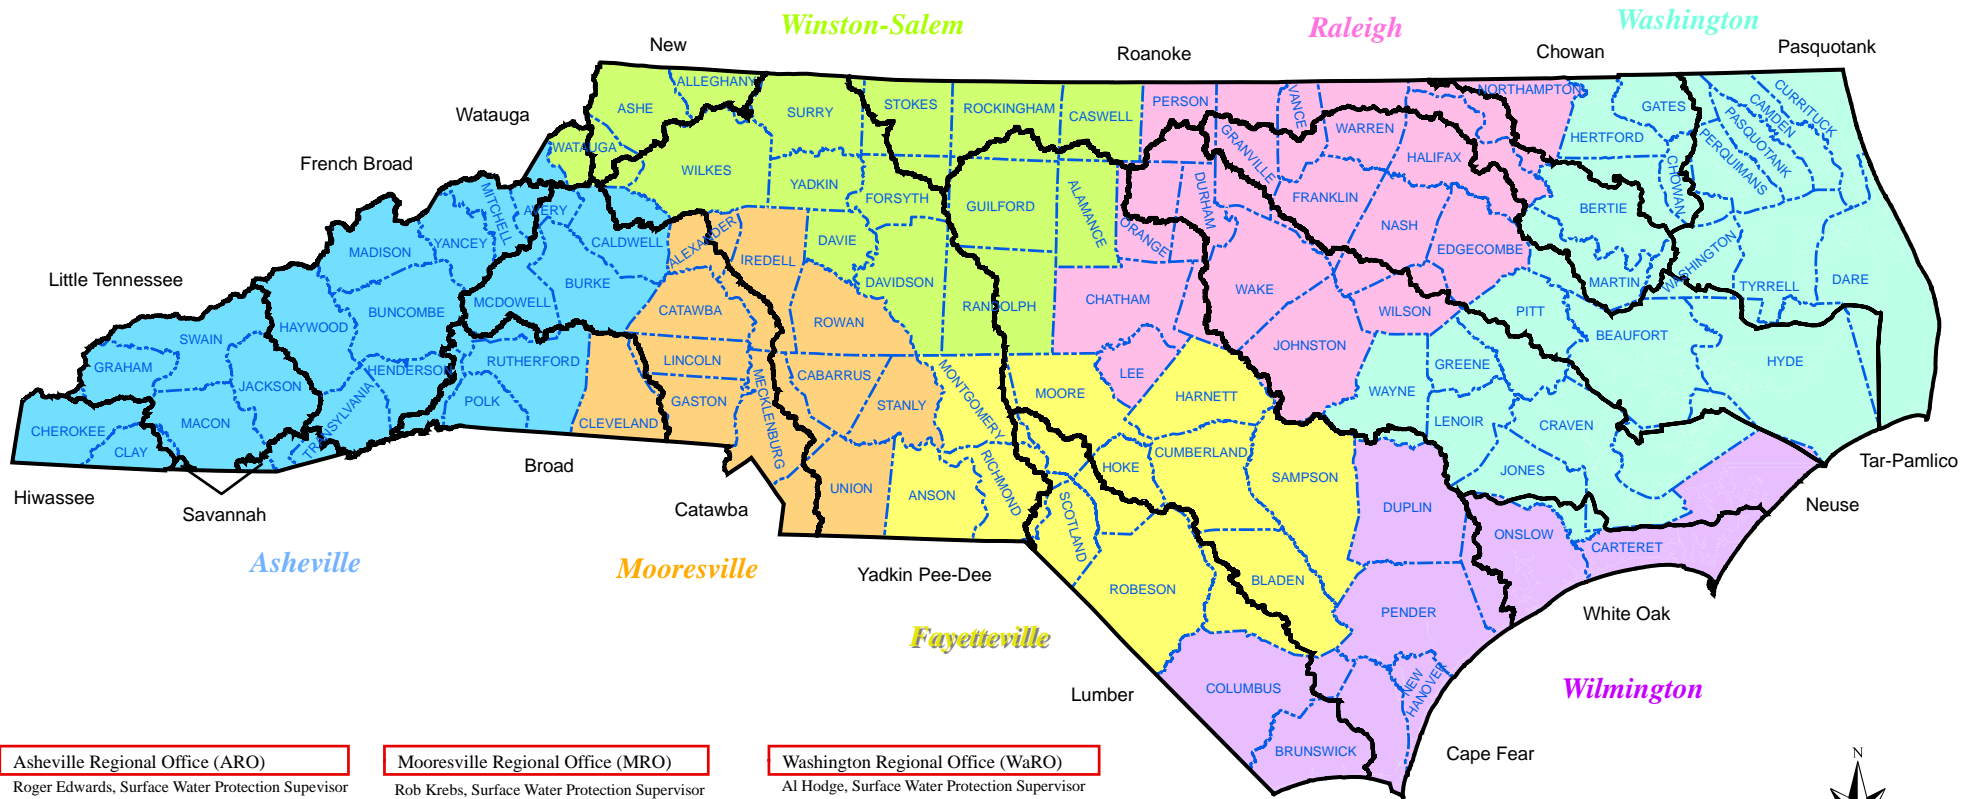 Winston-Salem
Raleigh
Washington
New
Roanoke
Chowan
Pasquotank
Watauga
French Broad
Little Tennessee
ALLEGHANY
ASHE
SURRY
STOKES
ROCKINGHAM
CASWELL
PERSON
VANCE
GRANVILLE
WARREN
NORTHAMPTON
HALIFAX
HERTFORD
GATES
CURRITUCK
CAMDEN
PASQUOTANK
PERQUIMANS
CHOWAN
WATAUGA
WILKES
YADKIN
FORSYTH
GUILFORD
ALAMANCE
ORANGE
DURHAM
FRANKLIN
NASH
EDGECOMBE
BERTIE
MARTIN
WASHINGTON
TYRRELL
DARE
MITCHELL
AVERY
YANCEY
MADISON
CALDWELL
ALEXANDER
IREDELL
DAVIE
DAVIDSON
RANDOLPH
CHATHAM
WAKE
WILSON
PITT
BEAUFORT
HYDE
BURKE
MCDOWELL
BUNCOMBE
HAYWOOD
CATAWBA
ROWAN
LEE
JOHNSTON
GREENE
SWAIN
GRAHAM
JACKSON
HENDERSON
TRANSYLVANIA
RUTHERFORD
POLK
LINCOLN
CABARRUS
GASTON
CLEVELAND
MECKLENBURG
STANLY
MONTGOMERY
MOORE
HARNETT
WAYNE
LENOIR
CRAVEN
JONES
CHEROKEE
CLAY
MACON
UNION
ANSON
RICHMOND
SCOTLAND
HOKE
CUMBERLAND
SAMPSON
DUPLIN
ONSLOW
CARTERET
ROBESON
BLADEN
PENDER
COLUMBUS
NEW
HANOVER
BRUNSWICK
Hiwassee
Savannah
Broad
Catawba
Yadkin Pee-Dee
Lumber
Cape Fear
White Oak
Neuse
Tar-Pamlico
Asheville
Mooresville
Fayetteville
Wilmington
Asheville Regional Office (ARO)
Roger Edwards, Surface Water Protection Supevisor
Mooresville Regional Office (MRO)
Rob Krebs, Surface Water Protection Supervisor
Washington Regional Office (WaRO)
Al Hodge, Surface Water Protection Supervisor
N